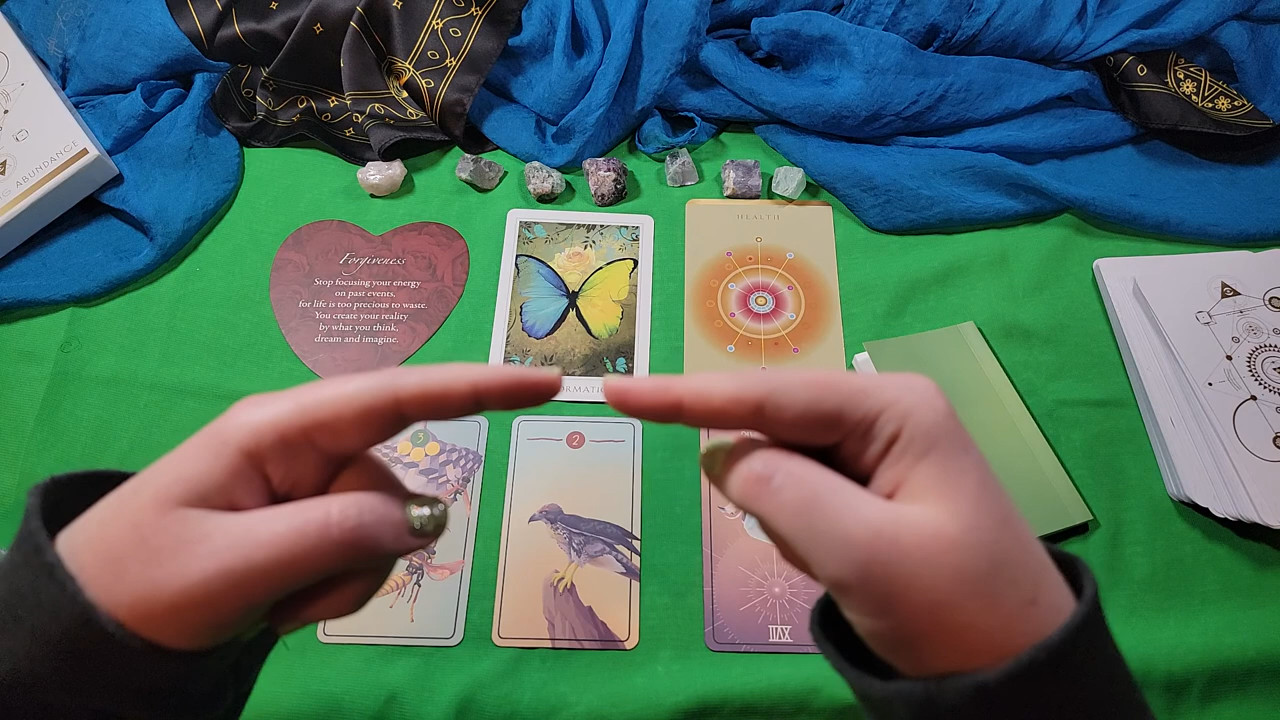 G ABUNDANCE
Forgiveness
Stop focusing your energy
on past events,
for life is too precious to waste.
You create your reality
by what you think,
dream and imagine.
HEALTH
3
2
XVII